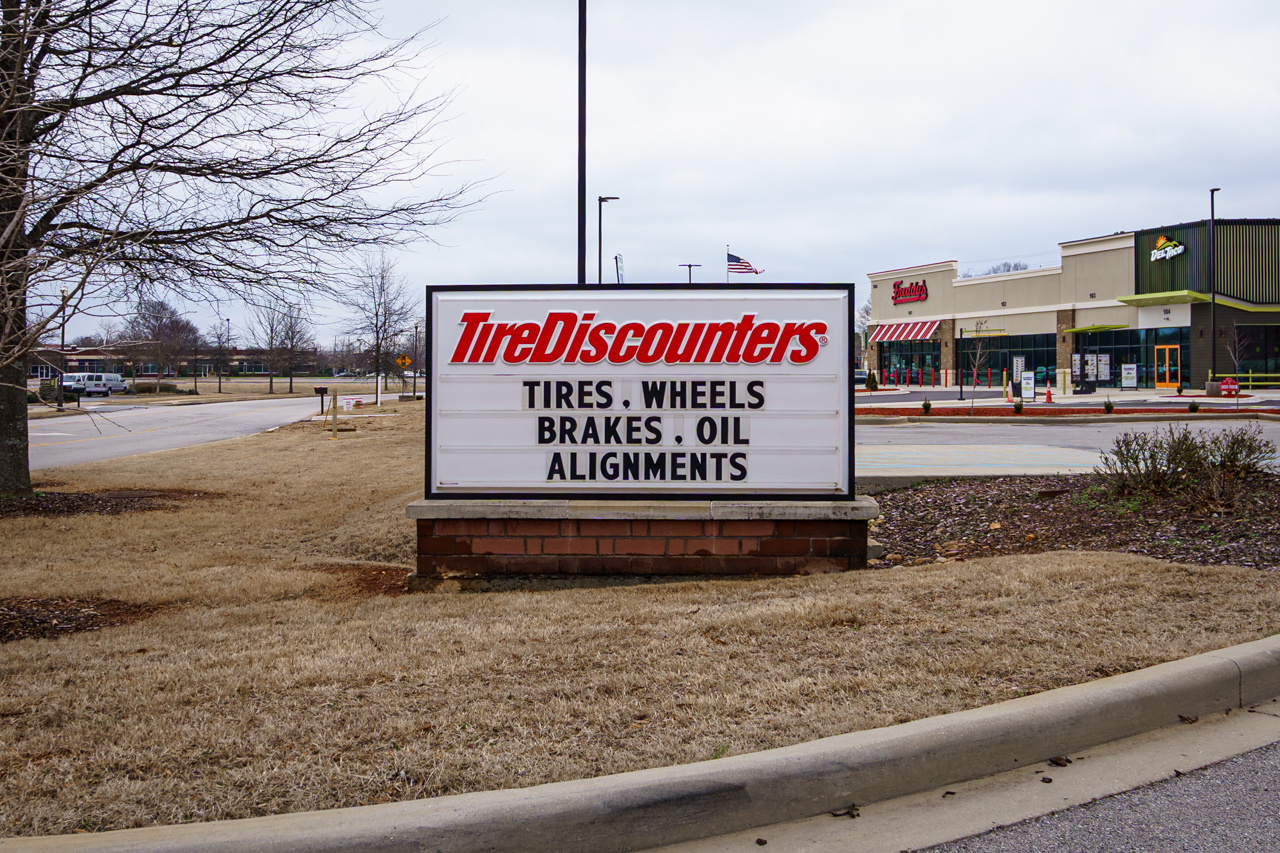 TireDiscounters®
TIRES, WHEELS
BRAKES, OIL
ALIGNMENTS
Freddy's
DEL TACO